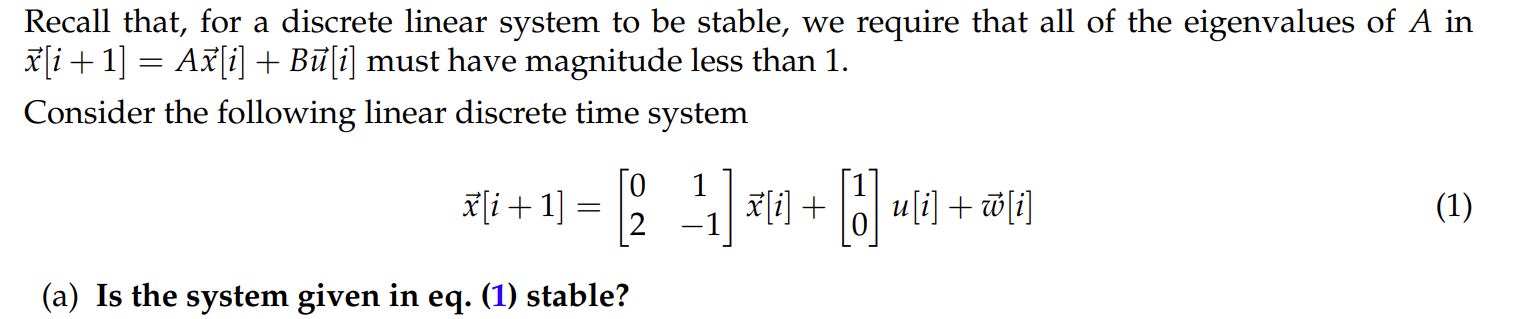 Recall that, for a discrete linear system to be stable, we require that all of the eigenvalues of A in
x⃗[i + 1] = Ax⃗[i] + Bu⃗[i] must have magnitude less than 1.
Consider the following linear discrete time system
x⃗[i + 1] = [0 1; 2 −1] x⃗[i] + [1; 0] u[i] + w⃗[i] (1)
(a) Is the system given in eq. (1) stable?